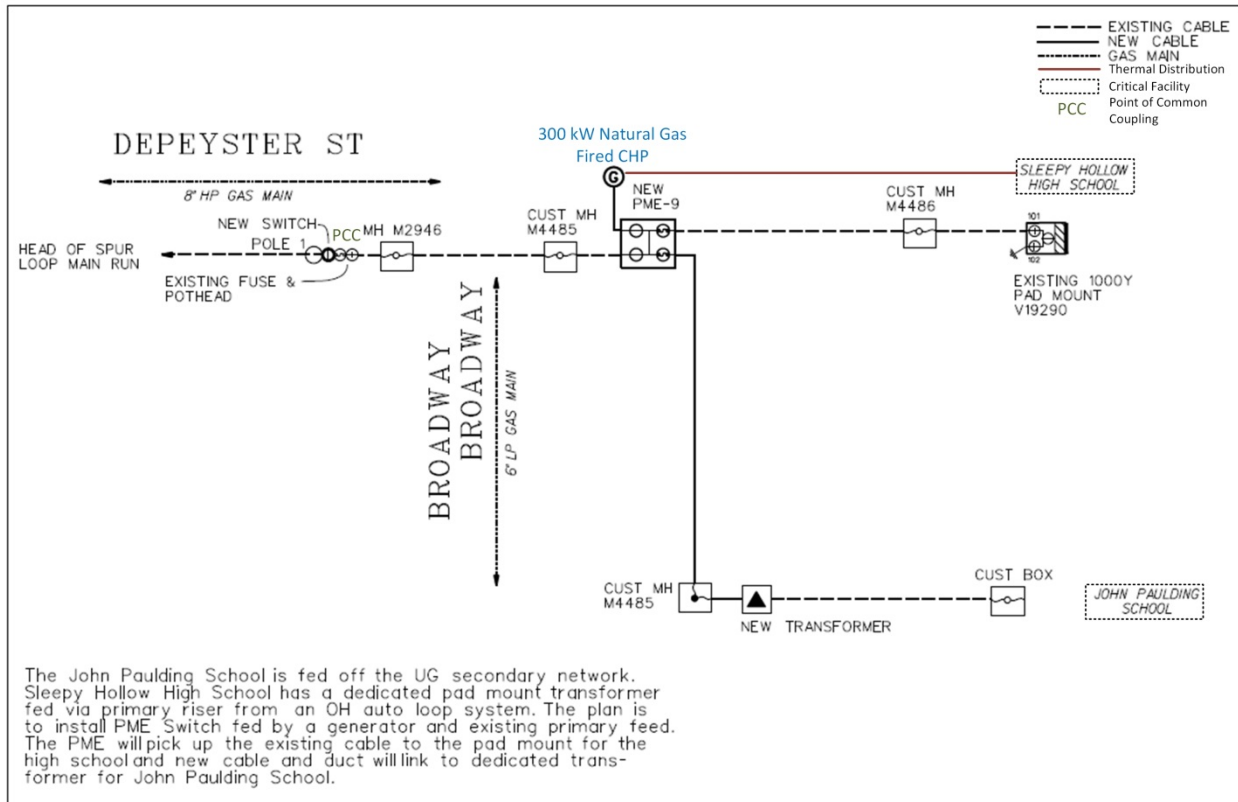 EXISTING CABLE
NEW CABLE
GAS MAIN
Thermal Distribution
Critical Facility
PCC
Point of Common
Coupling
DEPEYSTER ST
8" HP GAS MAIN
300 kW Natural Gas
Fired CHP
G
NEW
PME-9
SLEEPY HOLLOW
HIGH SCHOOL
CUST MH
M4486
CUST MH
M4485
NEW SWITCH
PCC
MH M2946
POLE 1
HEAD OF SPUR
LOOP MAIN RUN
EXISTING FUSE &
POTHEAD
101
102
EXISTING 1000Y
PAD MOUNT
V19290
BROADWAY
BROADWAY
6" LP GAS MAIN
CUST MH
M4485
NEW TRANSFORMER
CUST BOX
JOHN PAULDING
SCHOOL
The John Paulding School is fed off the UG secondary network.
Sleepy Hollow High School has a dedicated pad mount transformer
fed via primary riser from an OH auto loop system. The plan is
to install PME Switch fed by a generator and existing primary feed.
The PME will pick up the existing cable to the pad mount for the
high school and new cable and duct will link to dedicated trans-
former for John Paulding School.